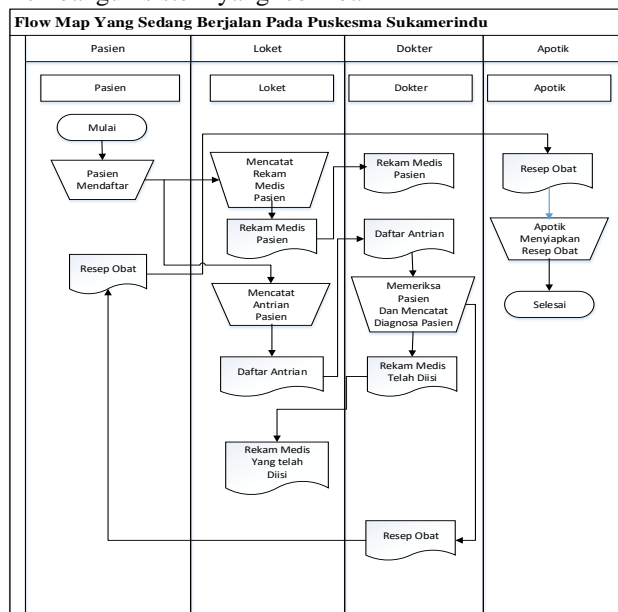 Flow Map Yang Sedang Berjalan Pada Puskesma Sukamerindu
Pasien
Loket
Dokter
Apotik
Pasien
Loket
Dokter
Apotik
Mulai
Pasien
Mendaftar
Mencatat
Rekam
Medis
Pasien
Rekam Medis
Pasien
Resep Obat
Rekam Medis
Pasien
Daftar Antrian
Apotik
Menyiapkan
Resep Obat
Resep Obat
Mencatat
Antrian
Pasien
Memeriksa
Pasien
Dan Mencatat
Diagnosa Pasien
Selesai
Daftar Antrian
Rekam Medis
Telah Diisi
Rekam Medis
Yang telah
Diisi
Resep Obat